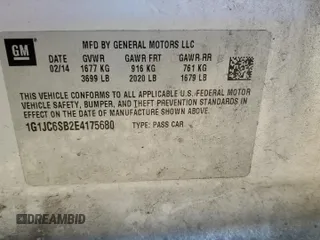 GM
MFD BY GENERAL MOTORS LLC
DATE GVWR GAWR FRT GAWR RR
02/14 1677 KG 916 KG 761 KG
3699 LB 2020 LB 1679 LB
THIS VEHICLE CONFORMS TO ALL APPLICABLE U.S. FEDERAL MOTOR
VEHICLE SAFETY, BUMPER, AND THEFT PREVENTION STANDARDS IN
EFFECT ON THE DATE OF MANUFACTURE SHOWN ABOVE.
1G1JC6SB2E4175680 TYPE: PASS CAR
DREAMBID